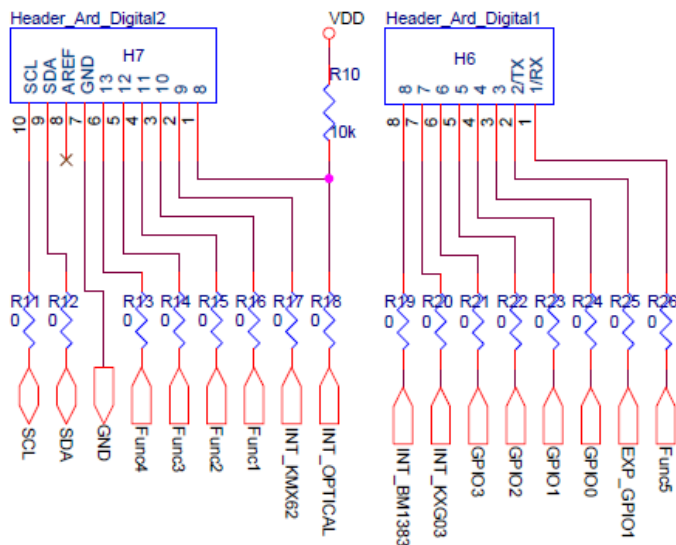 Header_Ard_Digital2
VDD
Header_Ard_Digital1
H7
H6
SCL
SDA
AREF
GND
13
12
11
10
9
8
10
9
8
7
6
5
4
3
2
1
R10
10k
8
7
6
5
4
3
2/TX
1/RX
8
7
6
5
4
3
2
1
R11
0
R12
0
R13
0
R14
0
R15
0
R16
0
R17
0
R18
0
R19
0
R20
0
R21
0
R22
0
R23
0
R24
0
R25
0
R26
0
SCL
SDA
GND
Func4
Func3
Func2
Func1
INT_KMX62
INT_OPTICAL
INT_BM1383
INT_KXG03
GPIO3
GPIO2
GPIO1
GPIO0
EXP_GPIO1
Func5